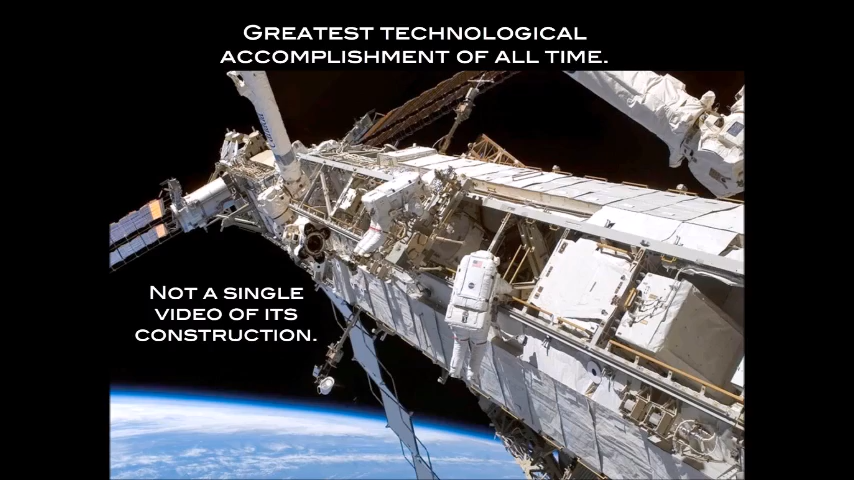 Greatest technological
accomplishment of all time.
Not a single
video of its
construction.